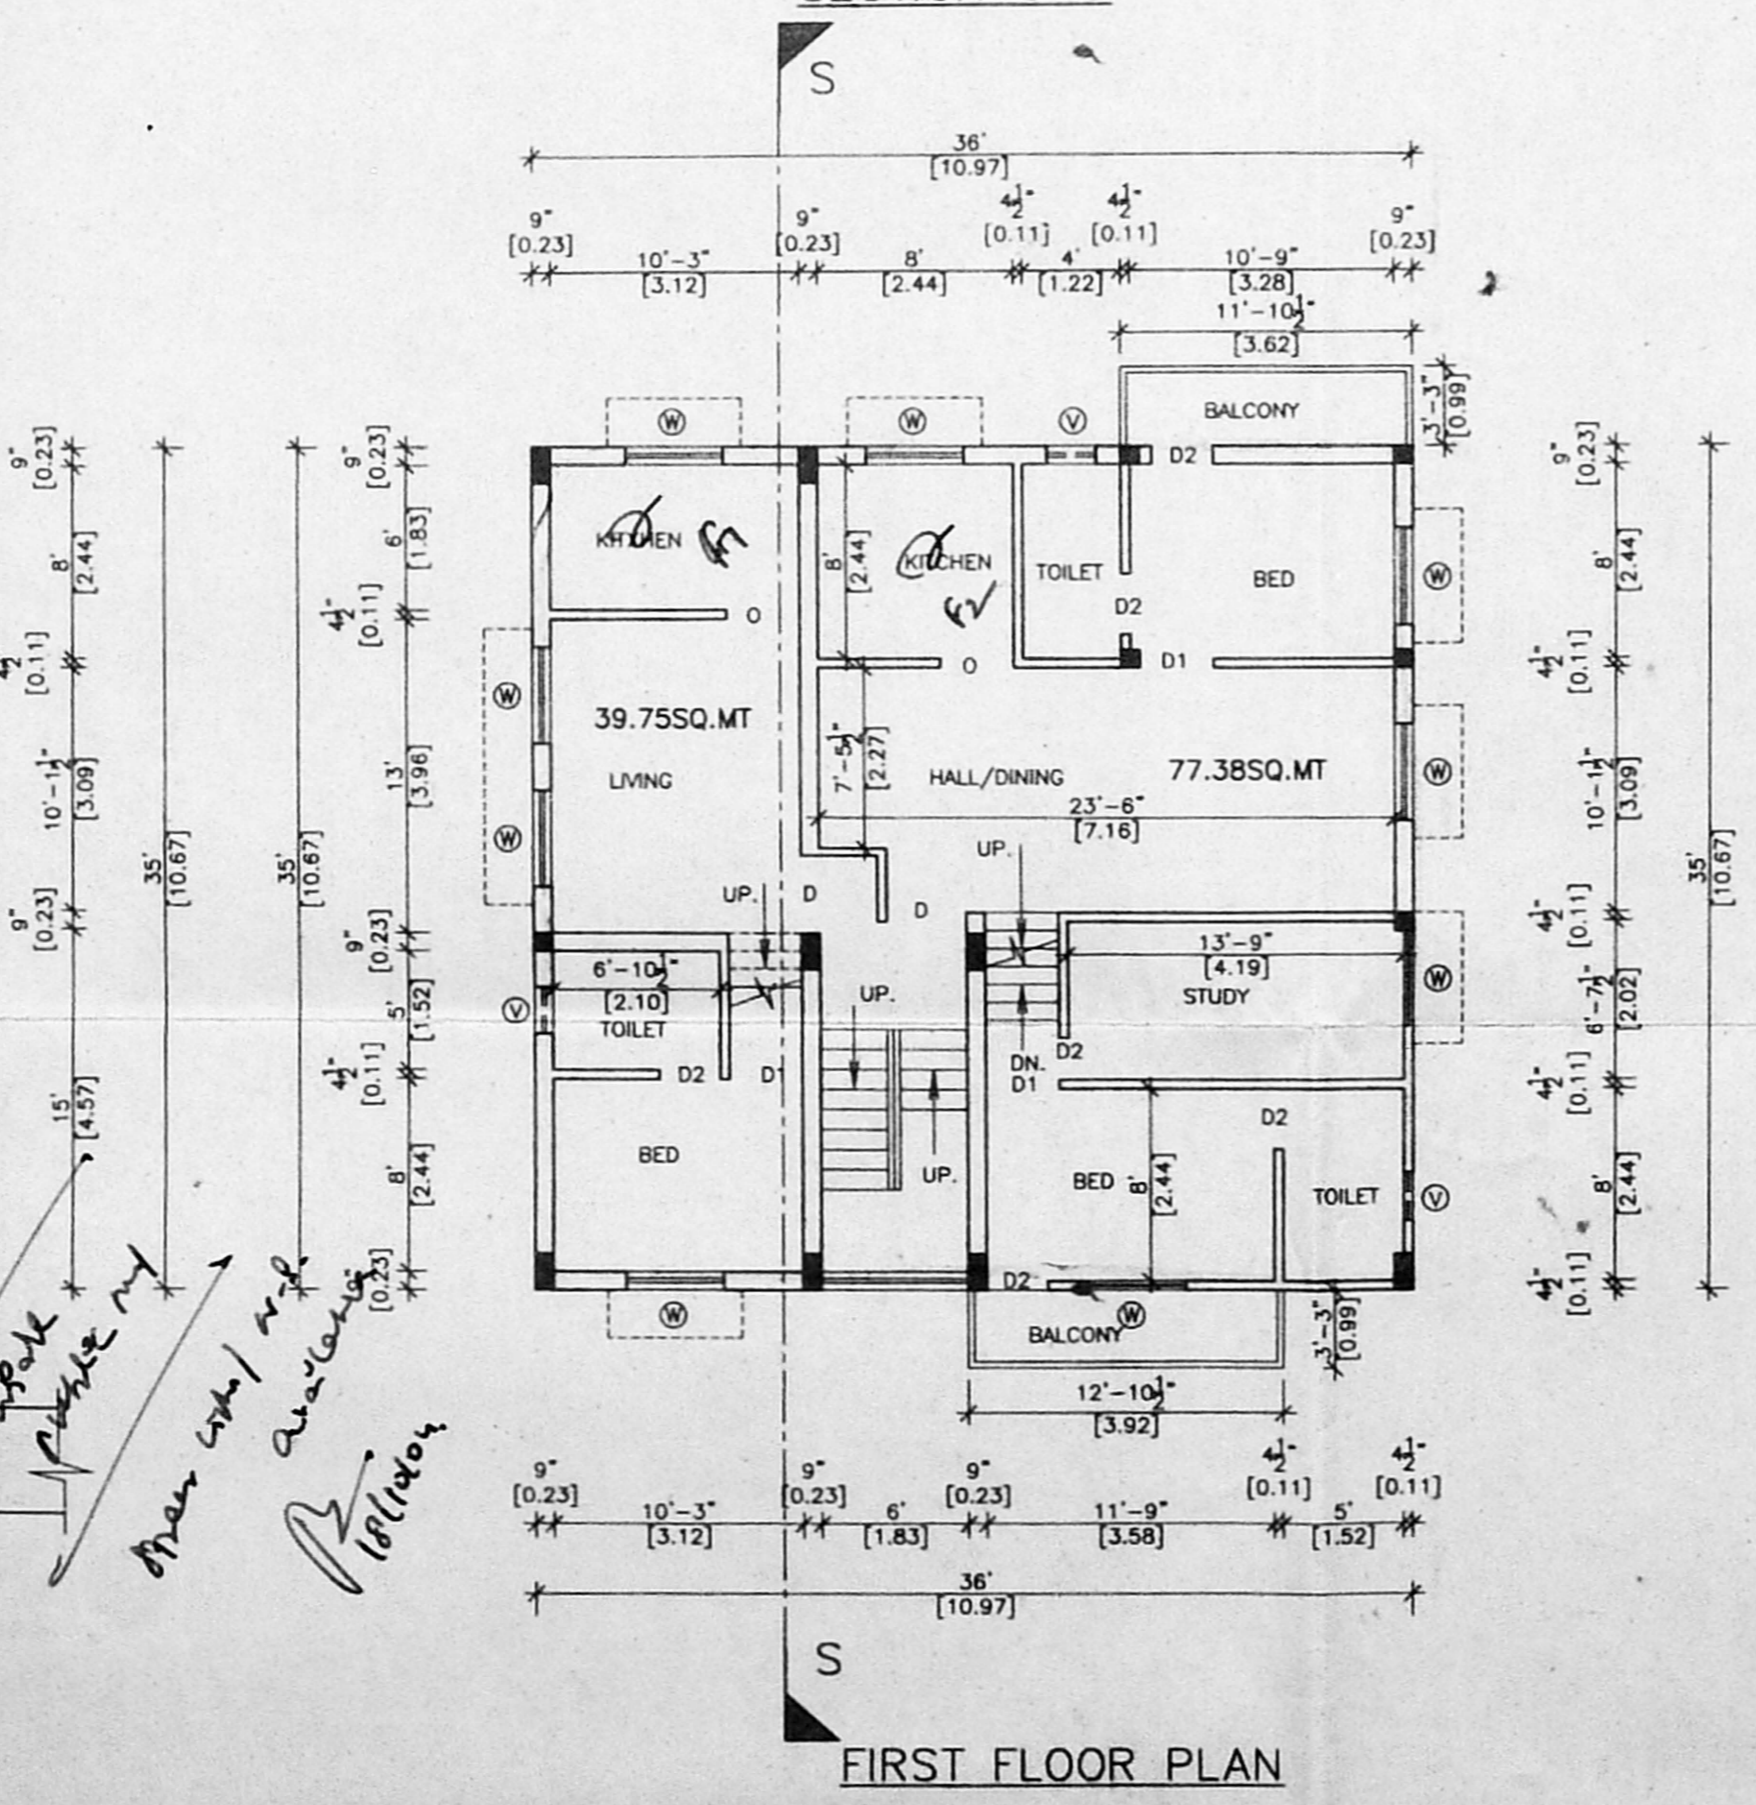 S
36'
[10.97]
4½" 4½"
9" 9" [0.11] [0.11] 9"
[0.23] [0.23] [0.23]
10'-3" 8' 4' 10'-9"
[3.12] [2.44] [1.22] [3.28]
11'-10½"
[3.62]
BALCONY
3'-3"
[0.99]
W W V
D2
9"
[0.23]
8'
[2.44]
4½"
[0.11]
10'-1½"
[3.09]
9"
[0.23]
15'
[4.57]
35'
[10.67]
35'
[10.67]
9"
[0.23]
6'
[1.83]
4½"
[0.11]
13'
[3.96]
9"
[0.23]
5'
[1.52]
4½"
[0.11]
8'
[2.44]
[0.23]
KITCHEN
O
W
39.75SQ.MT
LIVING
W
UP.
D
8'
[2.44]
KITCHEN
O
TOILET
D2
BED
D1
W
7'-5½"
[2.27]
HALL/DINING
77.38SQ.MT
23'-6"
[7.16]
W
UP.
D
6'-10½"
[2.10]
TOILET
V
D2
D1
BED
UP.
UP.
DN.
D1
D2
13'-9"
[4.19]
STUDY
W
D2
BED
8'
[2.44]
TOILET
V
D2
W
W
BALCONY
3'-3"
[0.99]
12'-10½"
[3.92]
9"
[0.23]
8'
[2.44]
4½"
[0.11]
10'-1½"
[3.09]
4½"
[0.11]
6'-7½"
[2.02]
4½"
[0.11]
8'
[2.44]
4½"
[0.11]
35'
[10.67]
9" 9" 9" 4½" 4½"
[0.23] [0.23] [0.23] [0.11] [0.11]
10'-3" 6' 11'-9" 5'
[3.12] [1.83] [3.58] [1.52]
36'
[10.97]
S
FIRST FLOOR PLAN